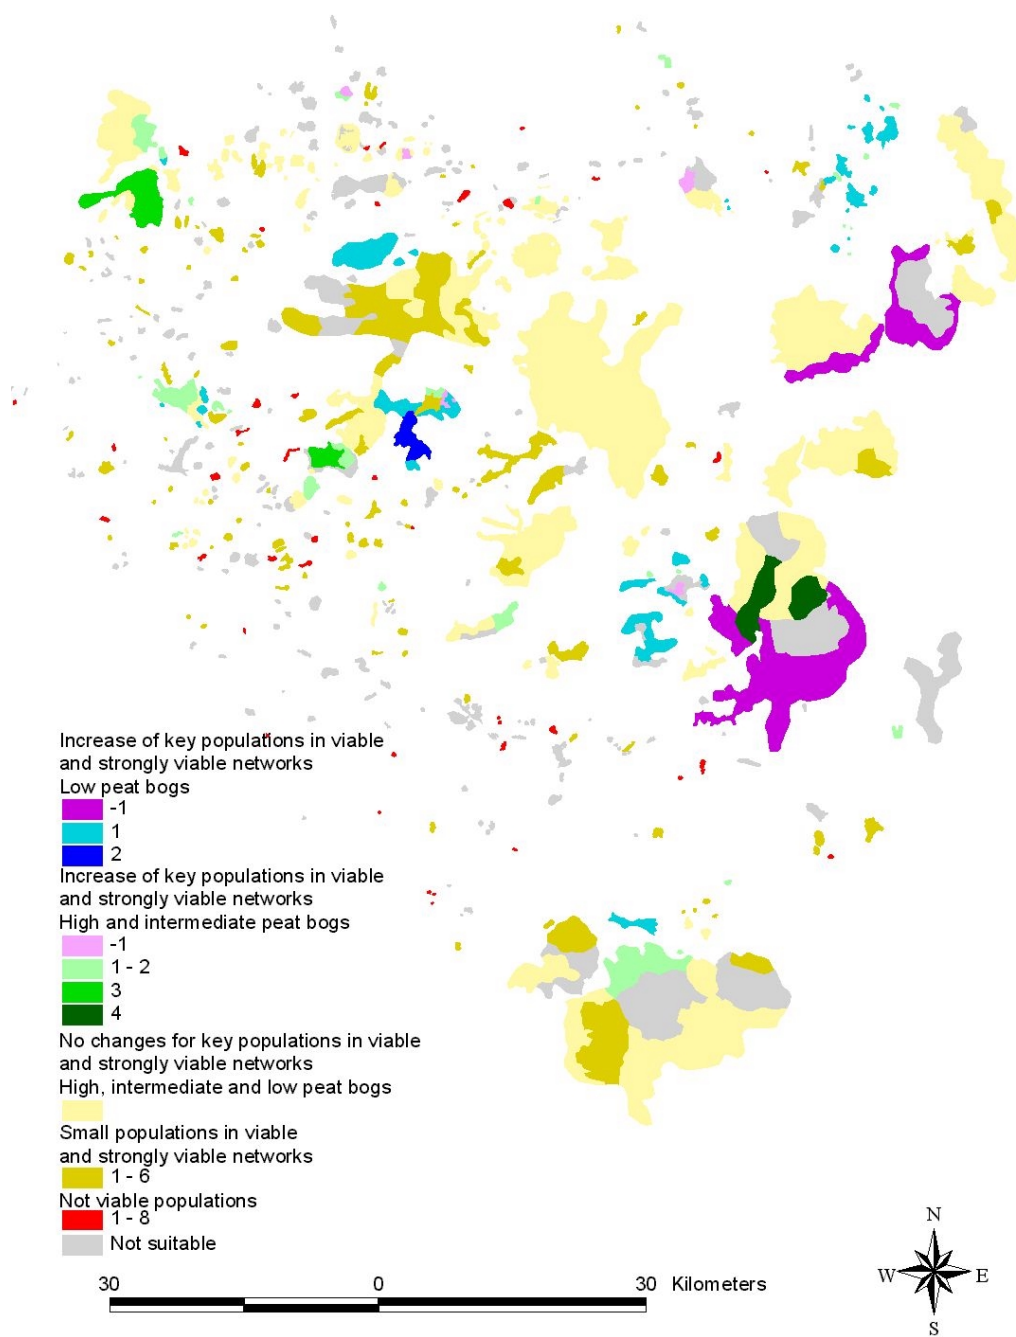 Increase of key populations in viable
and strongly viable networks
Low peat bogs
-1
1
2
Increase of key populations in viable
and strongly viable networks
High and intermediate peat bogs
-1
1 - 2
3
4
No changes for key populations in viable
and strongly viable networks
High, intermediate and low peat bogs
Small populations in viable
and strongly viable networks
1 - 6
Not viable populations
1 - 8
Not suitable
30 0 30 Kilometers
N
W E
S